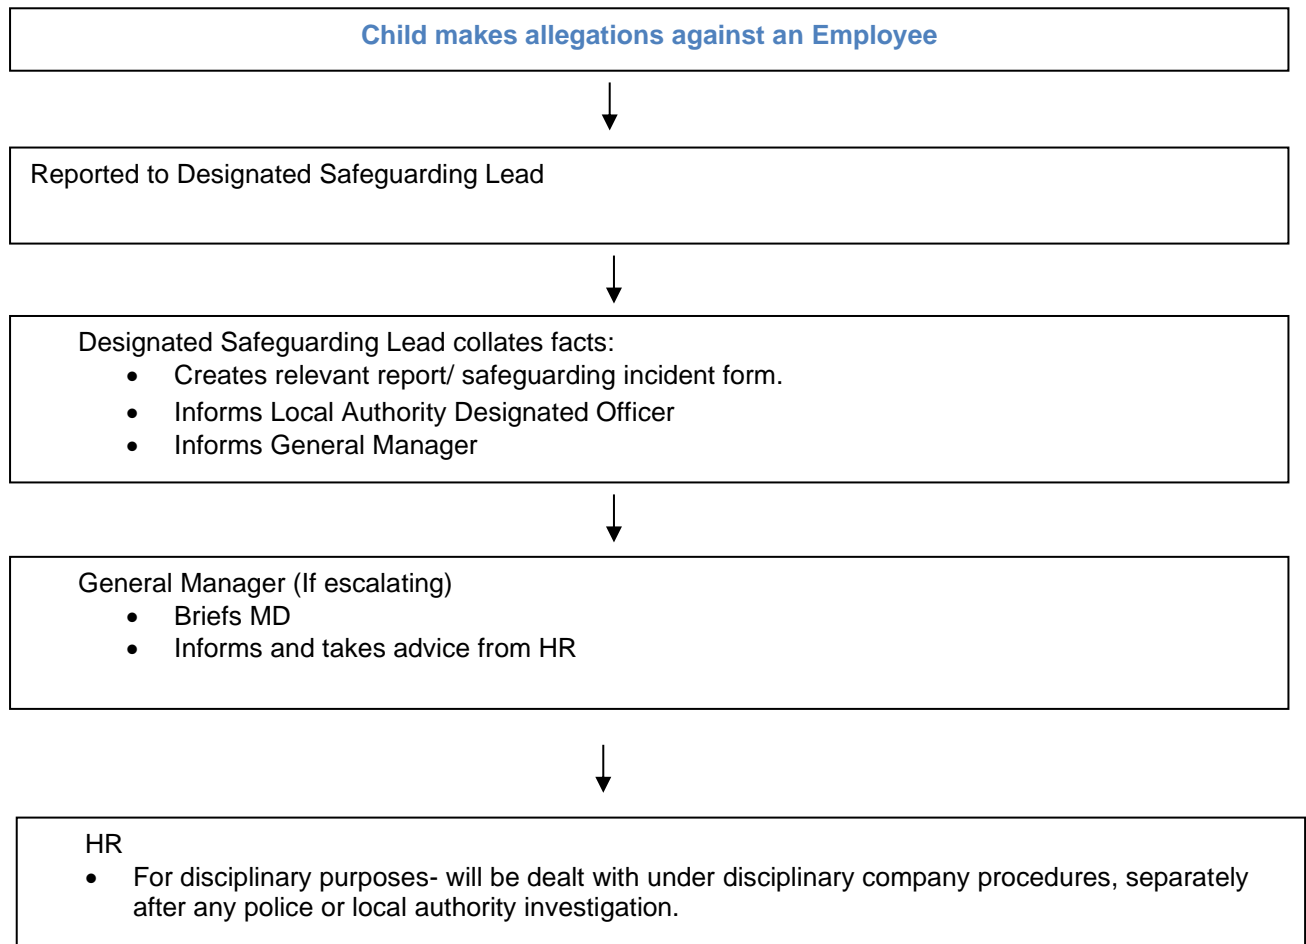 Child makes allegations against an Employee
Reported to Designated Safeguarding Lead
Designated Safeguarding Lead collates facts:
• Creates relevant report/ safeguarding incident form.
• Informs Local Authority Designated Officer
• Informs General Manager
General Manager (If escalating)
• Briefs MD
• Informs and takes advice from HR
HR
• For disciplinary purposes- will be dealt with under disciplinary company procedures, separately
after any police or local authority investigation.